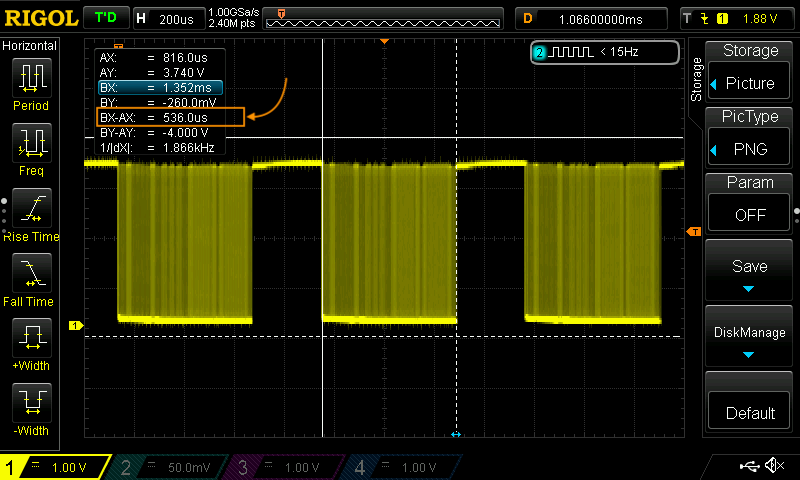 RIGOL T'D H 200us 1.00GSa/s 2.40M pts D 1.06600000ms T 1 1.88 V
Horizontal
Period
Freq
Rise Time
Fall Time
+Width
-Width
T
AX: = 816.0us
AY: = 3.740 V
BX: = 1.352ms
BY: = -260.0mV
BX-AX: = 536.0us
BY-AY: = -4.000 V
1/|dX|: = 1.866kHz
2 < 15Hz
T
1
Storage
Storage
Picture
PicType
PNG
Param
OFF
Save
DiskManage
Default
1 = 1.00 V 2 = 50.0mV 3 = 1.00 V 4 = 1.00 V